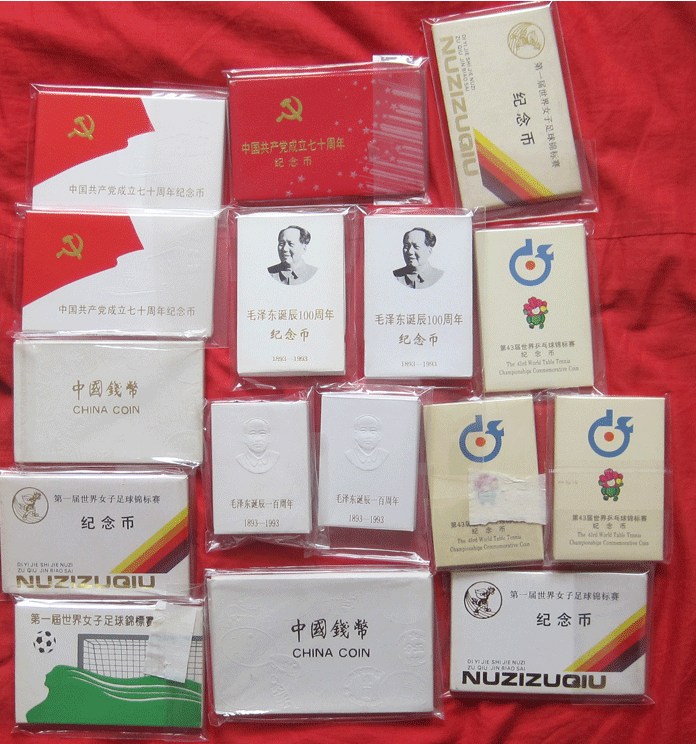 DI YI JIE SHI JIE NUZI
ZU QIU JIN BIAO SAI
NUZIZUQIU
第一届世界女子足球锦标赛
纪念币
中国共产党成立七十周年纪念币
中国共产党成立七十周年
纪念币
中国共产党成立七十周年纪念币
毛泽东诞辰100周年
纪念币
1893-1993
毛泽东诞辰100周年
纪念币
1893-1993
第43届世界乒乓球锦标赛
纪念币
The 43rd World Table Tennis
Championships Commemorative Coin
中國錢幣
CHINA COIN
毛泽东诞辰一百周年
1893—1993
毛泽东诞辰一百周年
1893—1993
第43届世界乒乓球锦标赛
纪念币
The 43rd World Table Tennis
Championships Commemorative Coin
第43届世界乒乓球锦标赛
纪念币
The 43rd World Table Tennis
Championships Commemorative Coin
第一届世界女子足球锦标赛
纪念币
DI YI JIE SHI JIE NUZI
ZU QIU JIN BIAO SAI
NUZIZUQIU
第一届世界女子足球錦標賽
中國錢幣
CHINA COIN
第一届世界女子足球锦标赛
纪念币
DI YI JIE SHI JIE NUZI
ZU QIU JIN BIAO SAI
NUZIZUQIU